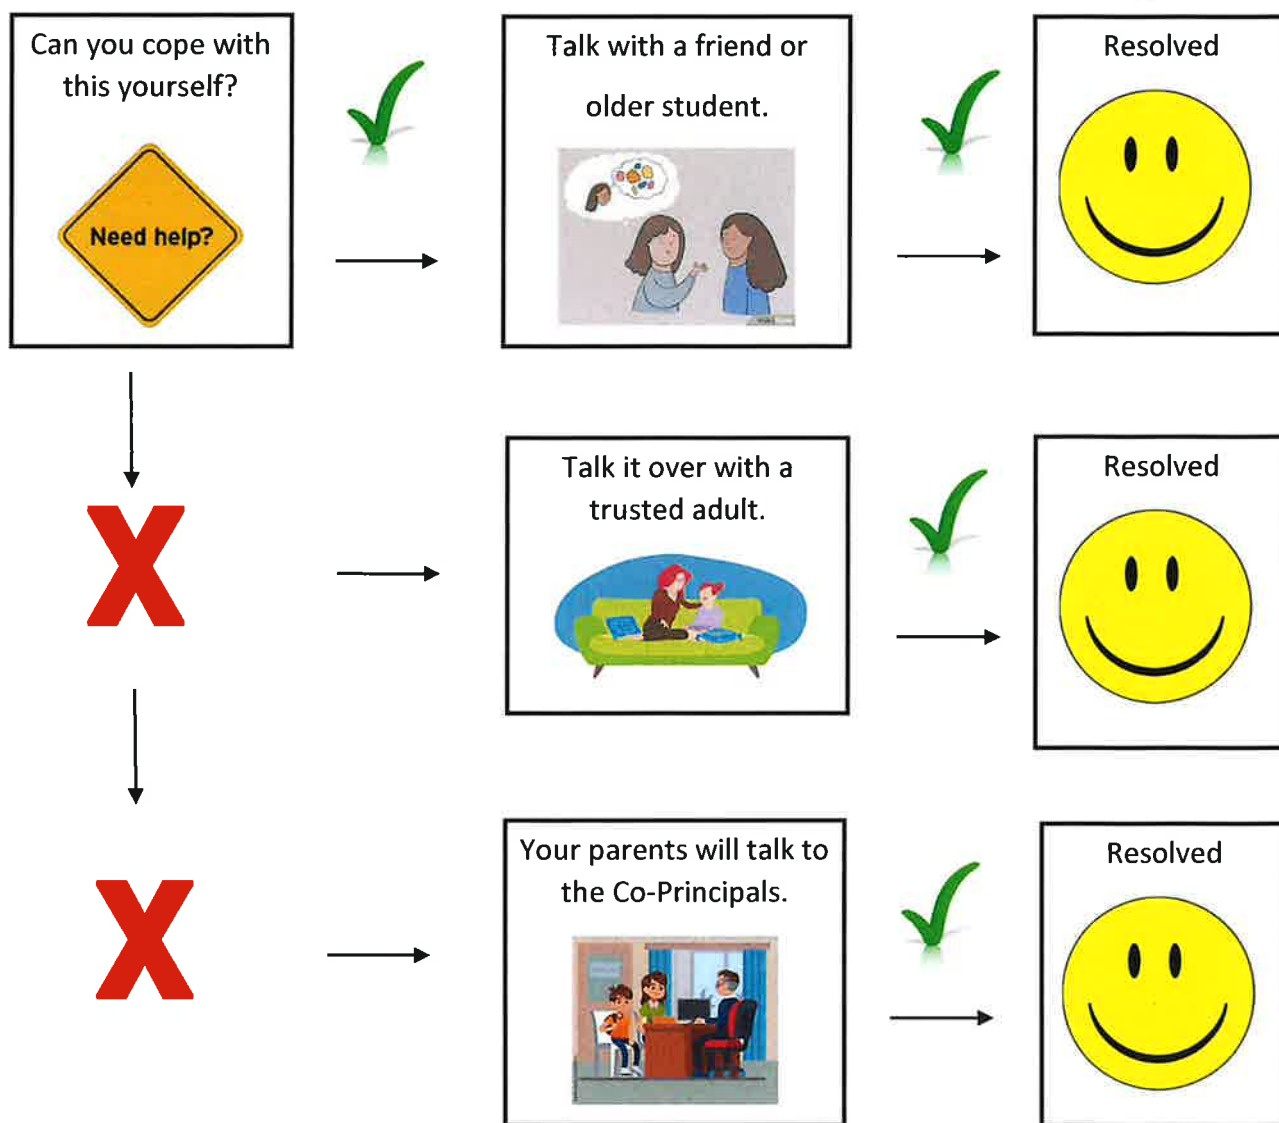 Can you cope with
this yourself?
Need help?
Talk with a friend or
older student.
Resolved
Talk it over with a
trusted adult.
Resolved
Your parents will talk to
the Co-Principals.
Resolved
X
X